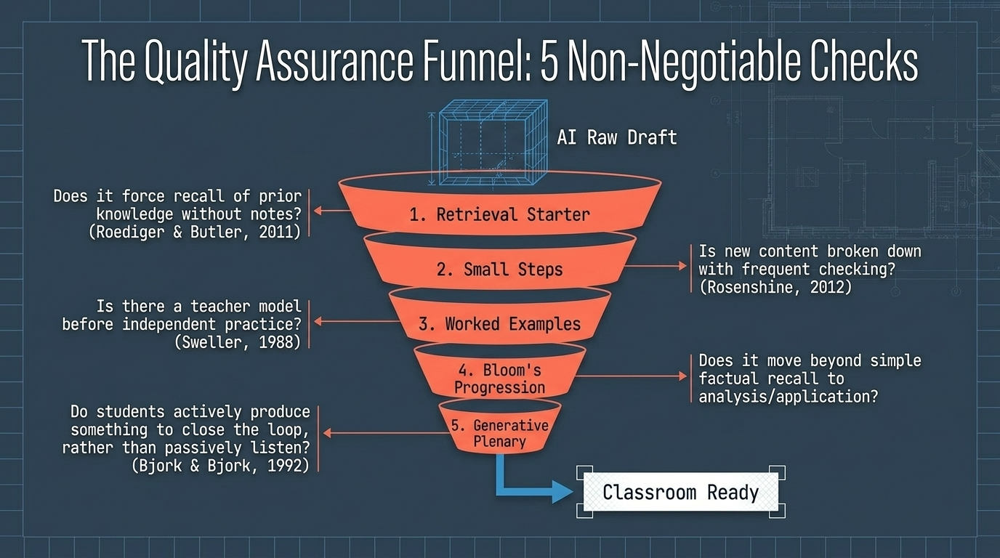 The Quality Assurance Funnel: 5 Non-Negotiable Checks
AI Raw Draft
Does it force recall of prior
knowledge without notes?
(Roediger & Butler, 2011)
1. Retrieval Starter
2. Small Steps
Is new content broken down
with frequent checking?
(Rosenshine, 2012)
Is there a teacher model
before independent practice?
(Sweller, 1988)
3. Worked Examples
4. Bloom's
Progression
Does it move beyond simple
factual recall to
analysis/application?
Do students actively produce
something to close the loop,
rather than passively listen?
(Bjork & Bjork, 1992)
5. Generative
Plenary
Classroom Ready